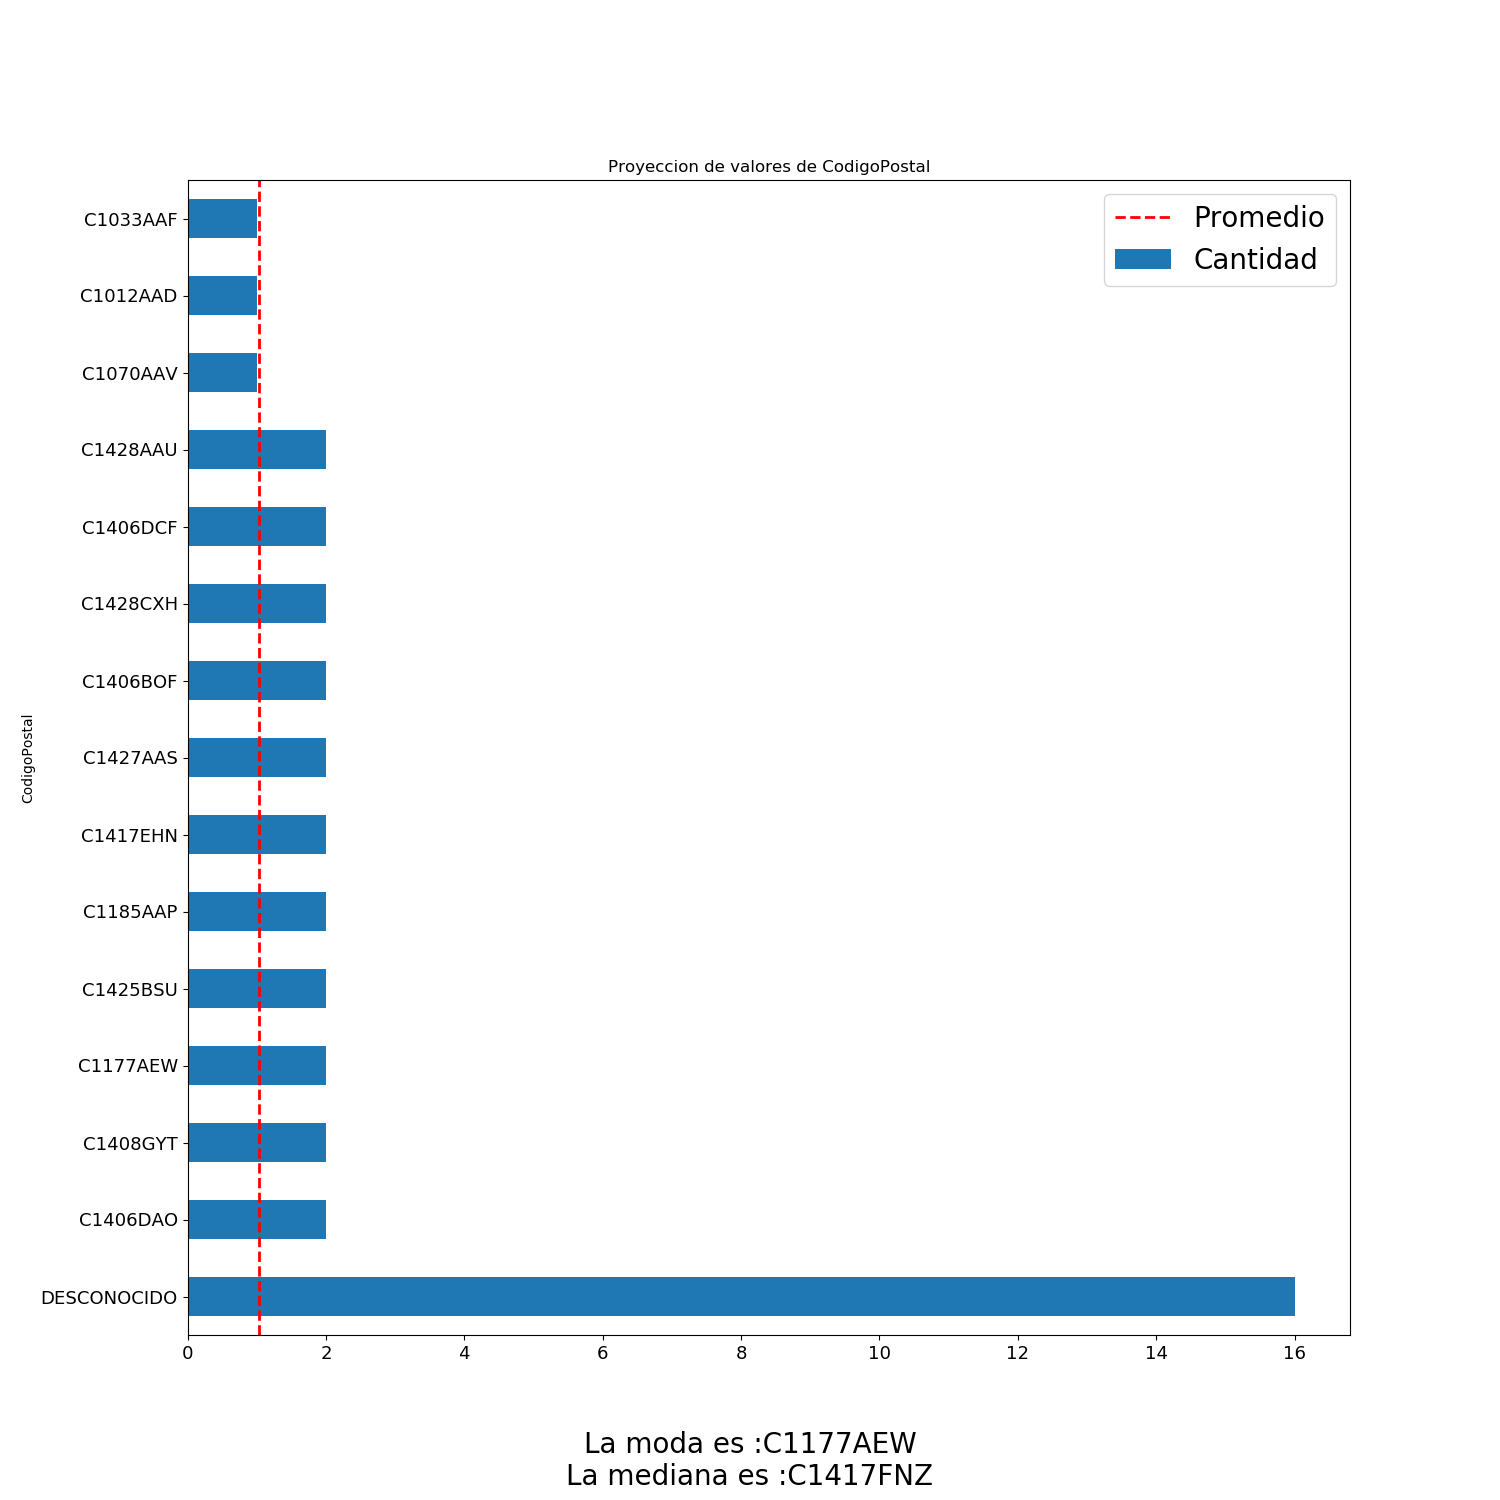 Proyeccion de valores de CodigoPostal
Promedio
Cantidad
C1033AAF
C1012AAD
C1070AAV
C1428AAU
C1406DCF
C1428CXH
C1406BOF
C1427AAS
C1417EHN
C1185AAP
C1425BSU
C1177AEW
C1408GYT
C1406DAO
DESCONOCIDO
CodigoPostal
0 2 4 6 8 10 12 14 16
La moda es :C1177AEW
La mediana es :C1417FNZ